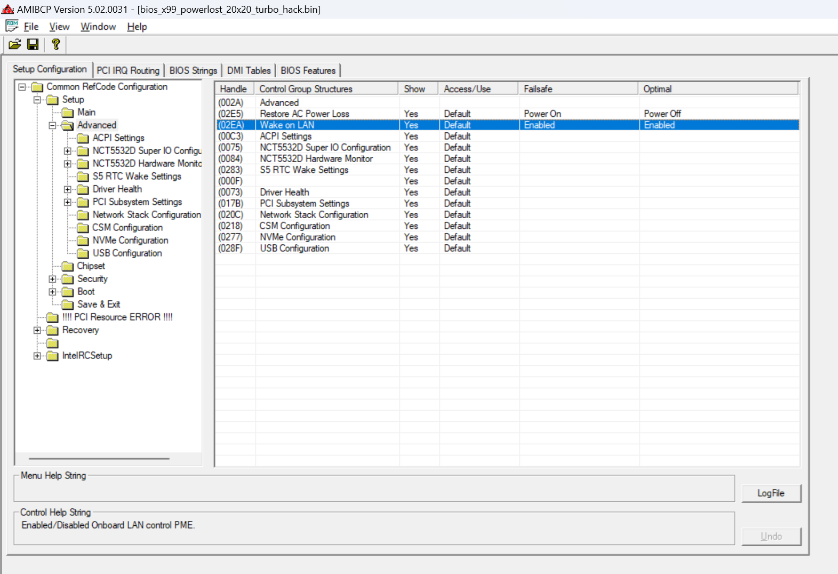 AMIBCP Version 5.02.0031 - [bios_x99_powerlost_20x20_turbo_hack.bin]
File View Window Help
Setup Configuration PCI IRQ Routing BIOS Strings DMI Tables BIOS Features
Common RefCode Configuration
Setup
Main
Advanced
ACPI Settings
NCT5532D Super IO Configu
NCT5532D Hardware Monito
S5 RTC Wake Settings
Driver Health
PCI Subsystem Settings
Network Stack Configuration
CSM Configuration
NVMe Configuration
USB Configuration
Chipset
Security
Boot
Save & Exit
!!!! PCI Resource ERROR !!!!
Recovery
IntelRCSetup
Handle Control Group Structures Show Access/Use Failsafe Optimal
(002A) Advanced
(02E5) Restore AC Power Loss Yes Default Power On Power Off
(02EA) Wake on LAN Yes Default Enabled Enabled
(00C3) ACPI Settings Yes Default
(0075) NCT5532D Super IO Configuration Yes Default
(0084) NCT5532D Hardware Monitor Yes Default
(0283) S5 RTC Wake Settings Yes Default
(000F) Yes Default
(0073) Driver Health Yes Default
(017B) PCI Subsystem Settings Yes Default
(020C) Network Stack Configuration Yes Default
(0218) CSM Configuration Yes Default
(0277) NVMe Configuration Yes Default
(028F) USB Configuration Yes Default
Menu Help String
LogFile
Control Help String
Enabled/Disabled Onboard LAN control PME.
Undo